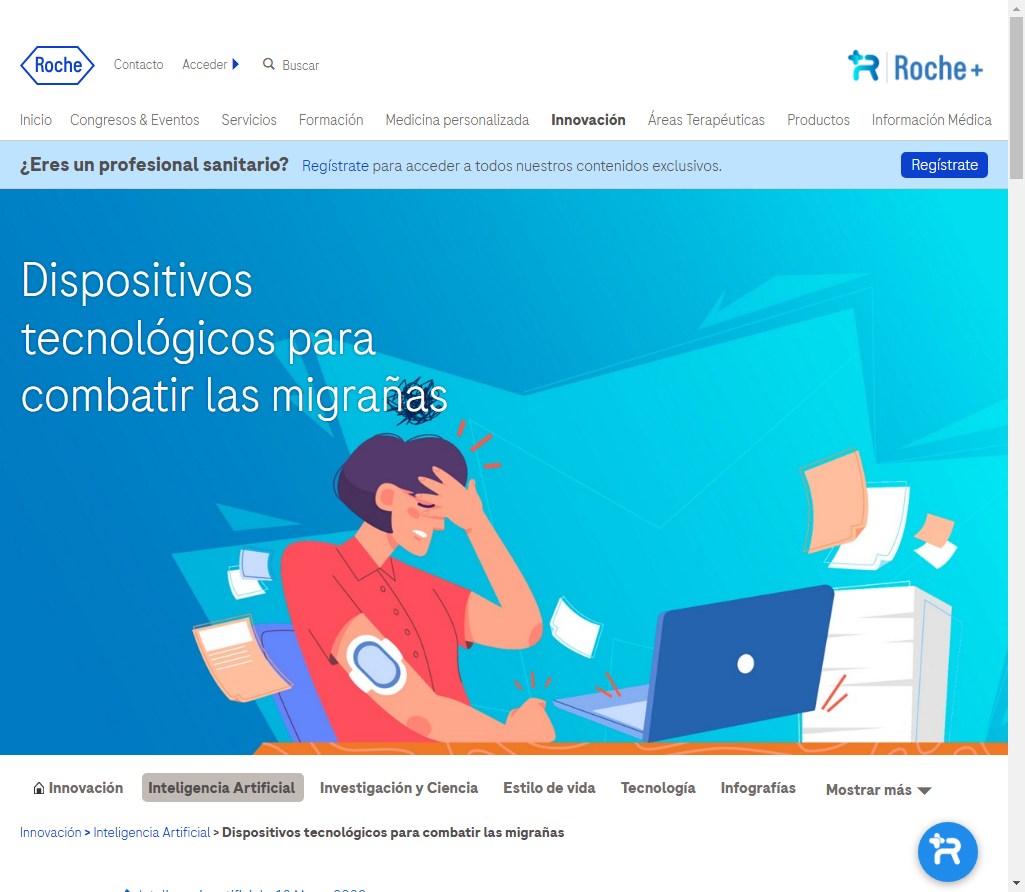 Roche
Contacto
Acceder
Buscar
Roche+
Inicio
Congresos & Eventos
Servicios
Formación
Medicina personalizada
Innovación
Áreas Terapéuticas
Productos
Información Médica
¿Eres un profesional sanitario?
Regístrate para acceder a todos nuestros contenidos exclusivos.
Regístrate
Dispositivos
tecnológicos para
combatir las migrañas
Innovación
Inteligencia Artificial
Investigación y Ciencia
Estilo de vida
Tecnología
Infografías
Mostrar más
Innovación > Inteligencia Artificial > Dispositivos tecnológicos para combatir las migrañas